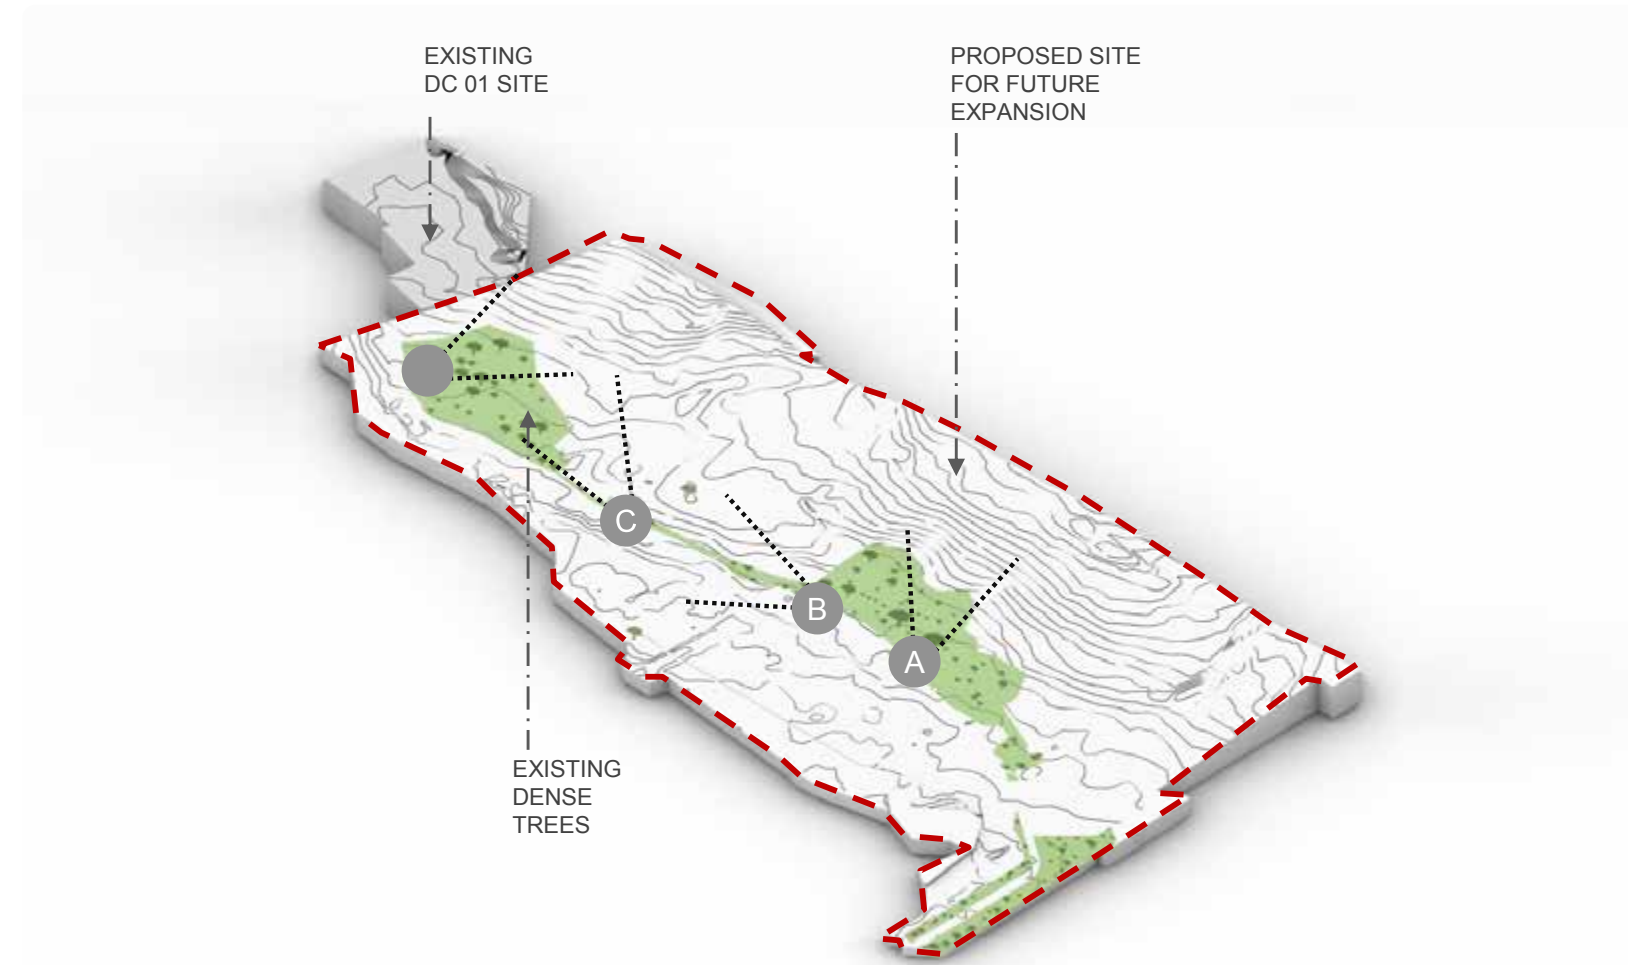 EXISTING
DC 01 SITE
PROPOSED SITE
FOR FUTURE
EXPANSION
C
B
A
EXISTING
DENSE
TREES